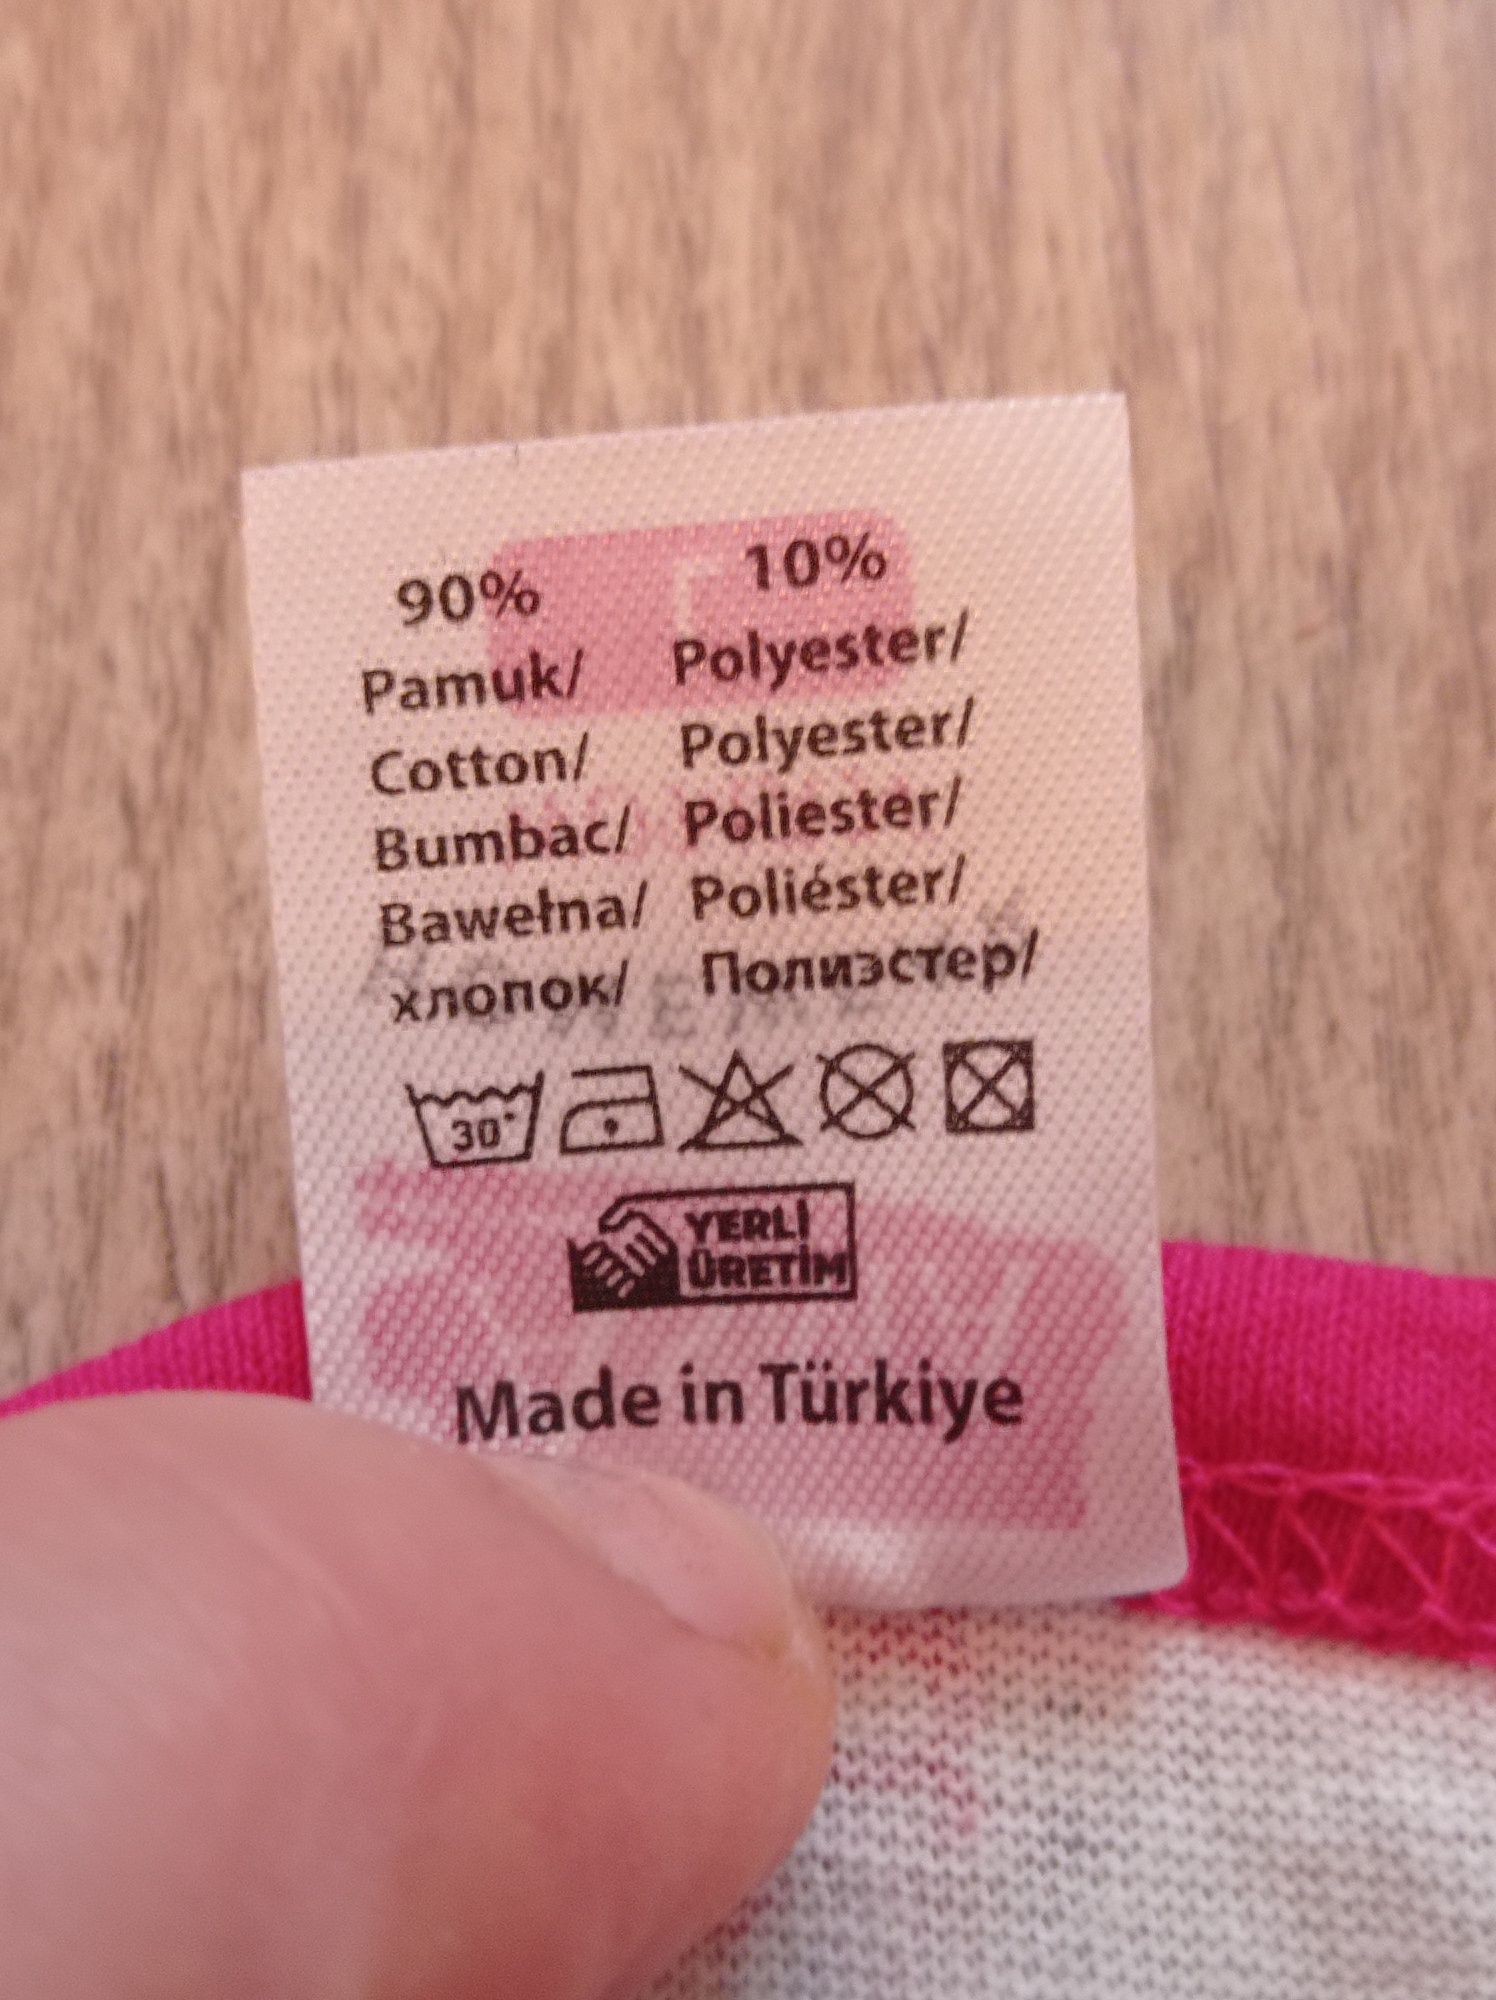 90% 10%
Pamuk/ Polyester/
Cotton/ Polyester/
Bumbac/ Poliester/
Bawełna/ Poliéster/
хлопок/ Полиэстер/
30°
YERLİ
ÜRETİM
Made in Türkiye